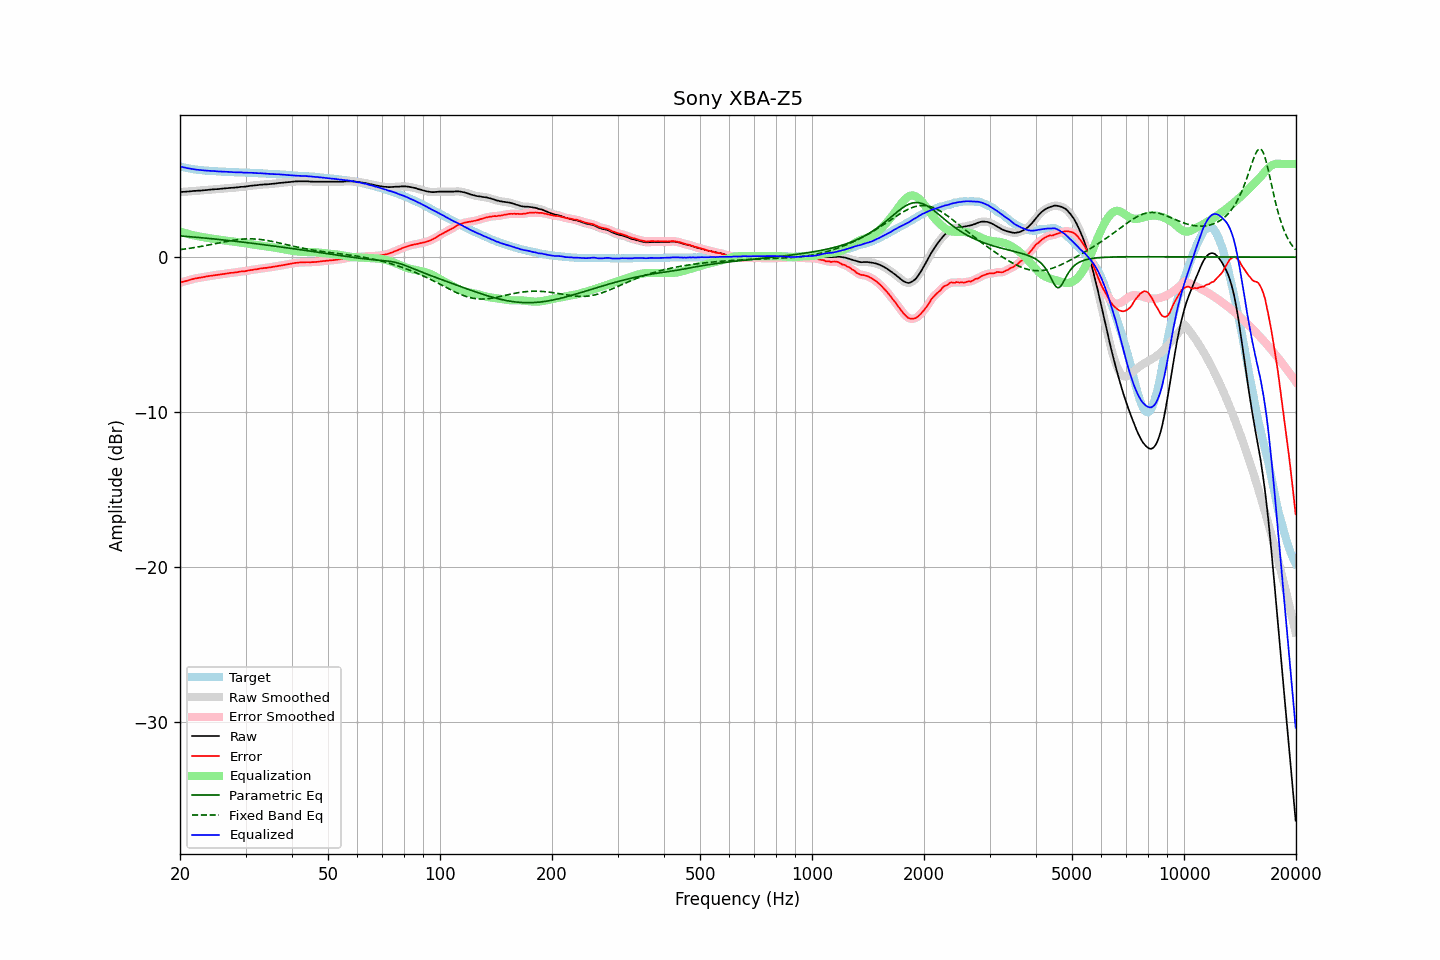 Sony XBA-Z5
Amplitude (dBr)
0
−10
−20
−30
Target
Raw Smoothed
Error Smoothed
Raw
Error
Equalization
Parametric Eq
Fixed Band Eq
Equalized
20 50 100 200 500 1000 2000 5000 10000 20000
Frequency (Hz)